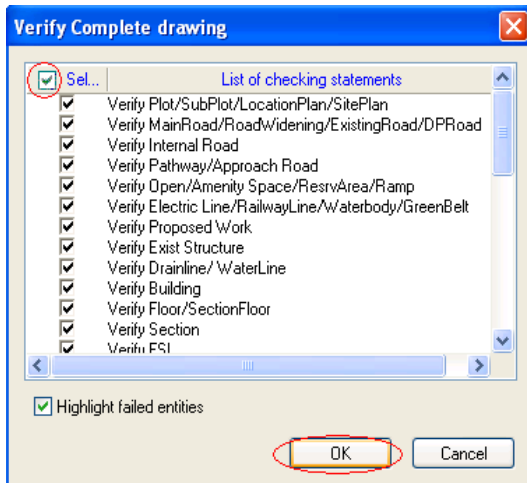 Verify Complete drawing
Sel... List of checking statements
Verify Plot/SubPlot/LocationPlan/SitePlan
Verify MainRoad/RoadWidening/ExistingRoad/DPRoad
Verify Internal Road
Verify Pathway/Approach Road
Verify Open/Amenity Space/ResrvArea/Ramp
Verify Electric Line/RailwayLine/Waterbody/GreenBelt
Verify Proposed Work
Verify Exist Structure
Verify Drainline/ WaterLine
Verify Building
Verify Floor/SectionFloor
Verify Section
Verify FSI
Highlight failed entities
OK Cancel